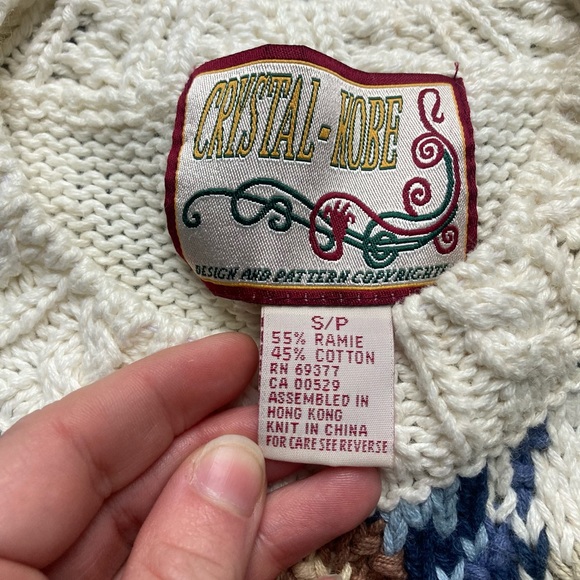 CRYSTAL-KOBE
DESIGN AND PATTERN COPYRIGHTS
S/P
55% RAMIE
45% COTTON
RN 69377
CA 00529
ASSEMBLED IN
HONG KONG
KNIT IN CHINA
FOR CARE SEE REVERSE